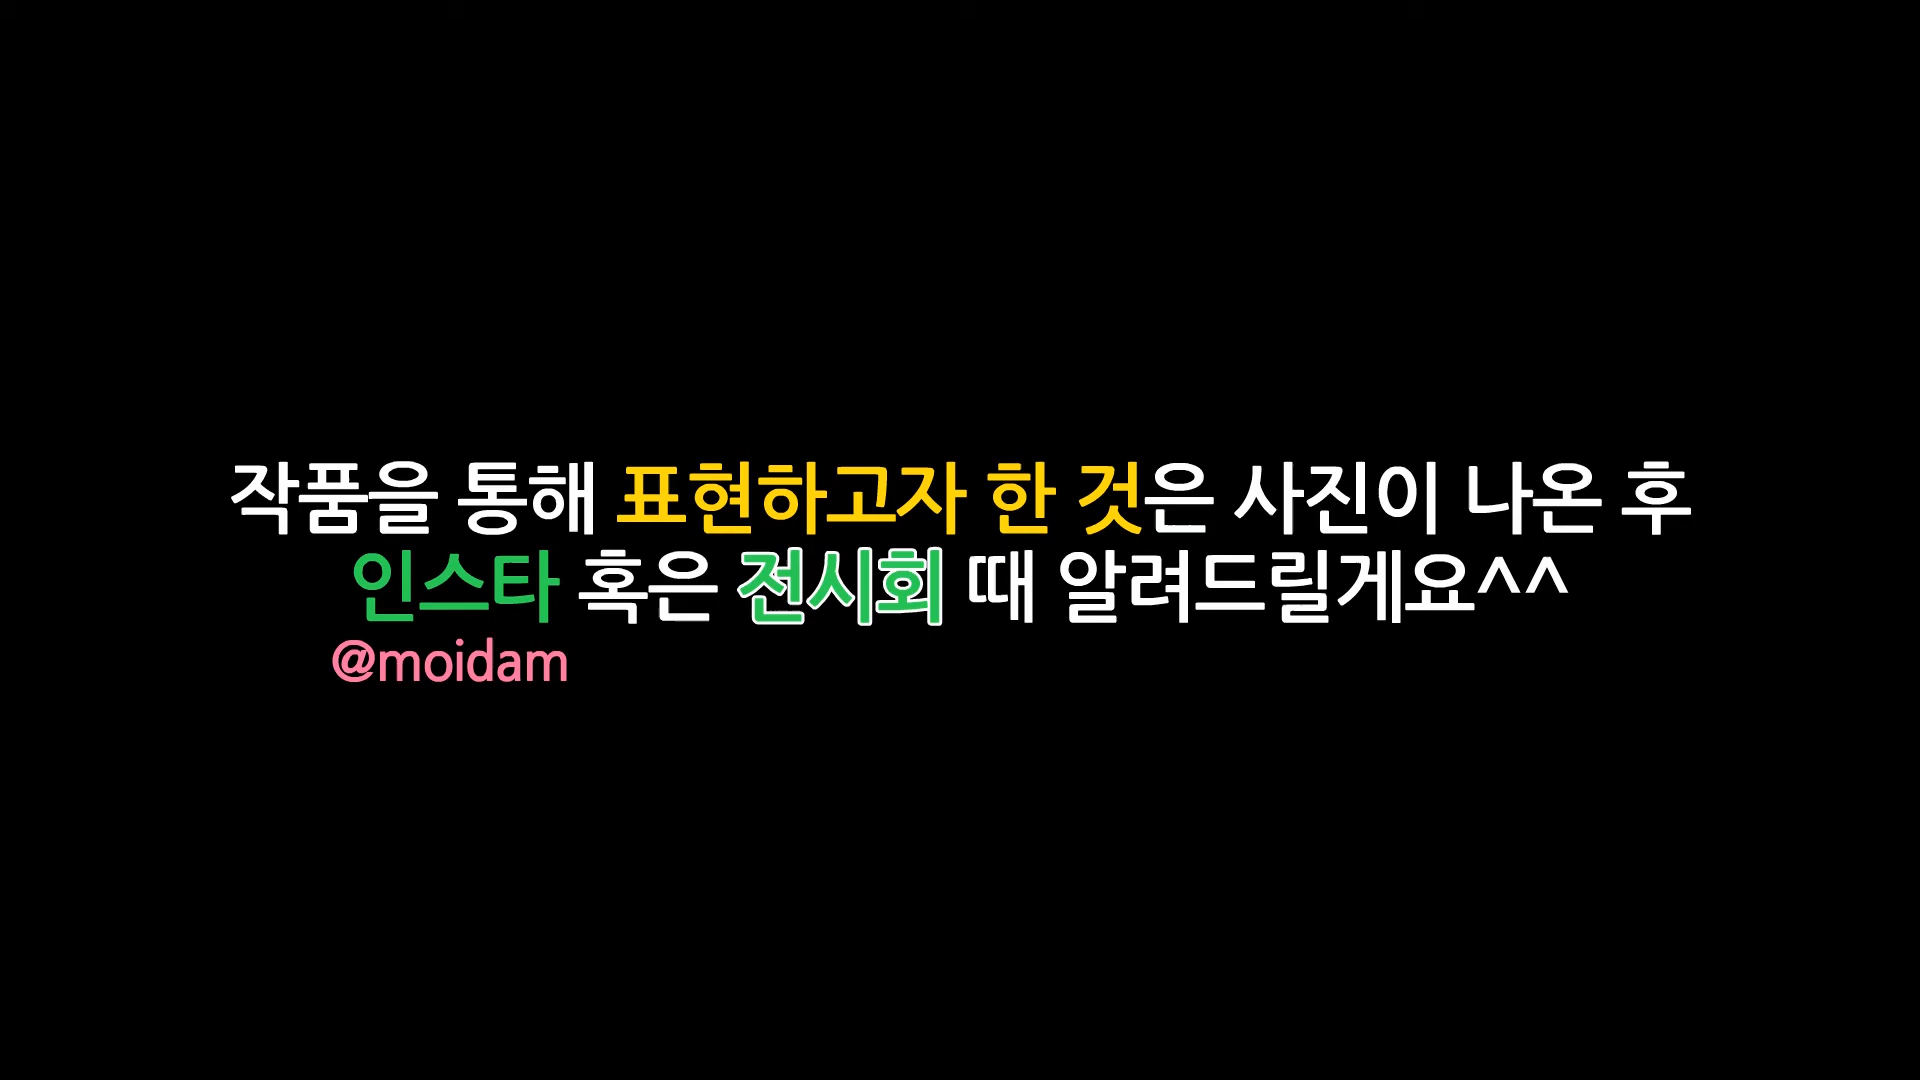 작품을 통해 표현하고자 한 것은 사진이 나온 후
인스타 혹은 전시회 때 알려드릴게요^^
@moidam